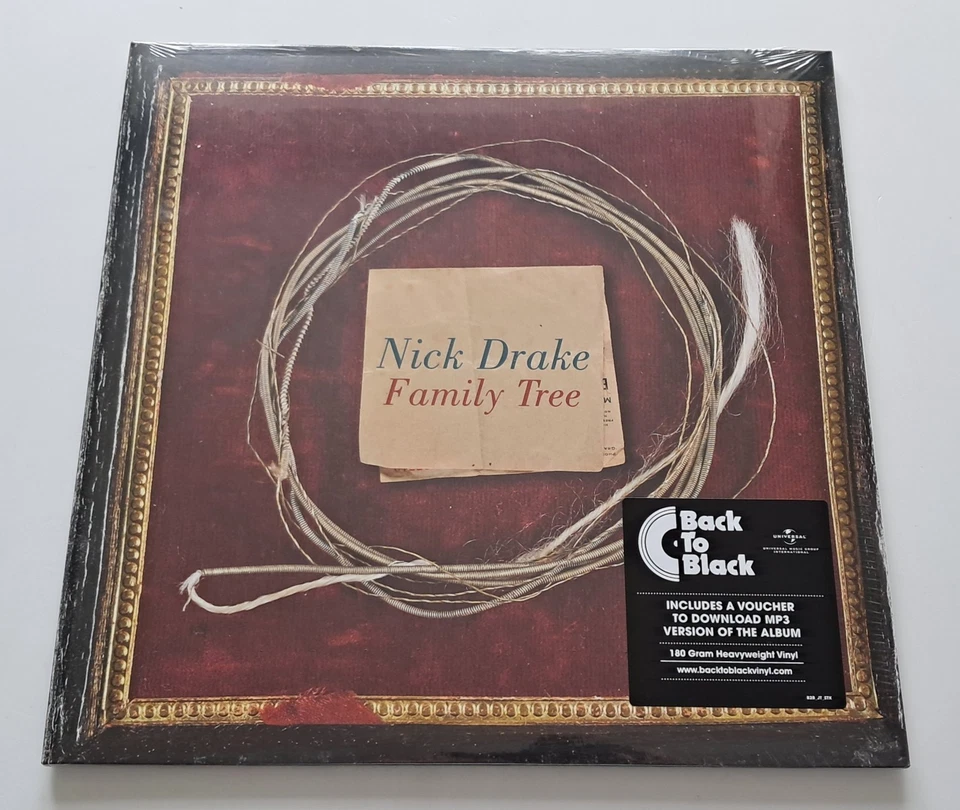 Nick Drake
Family Tree
Back
To
Black
UNIVERSAL
UNIVERSAL MUSIC GROUP
INTERNATIONAL
INCLUDES A VOUCHER
TO DOWNLOAD MP3
VERSION OF THE ALBUM
180 Gram Heavyweight Vinyl
www.backtoblackvinyl.com